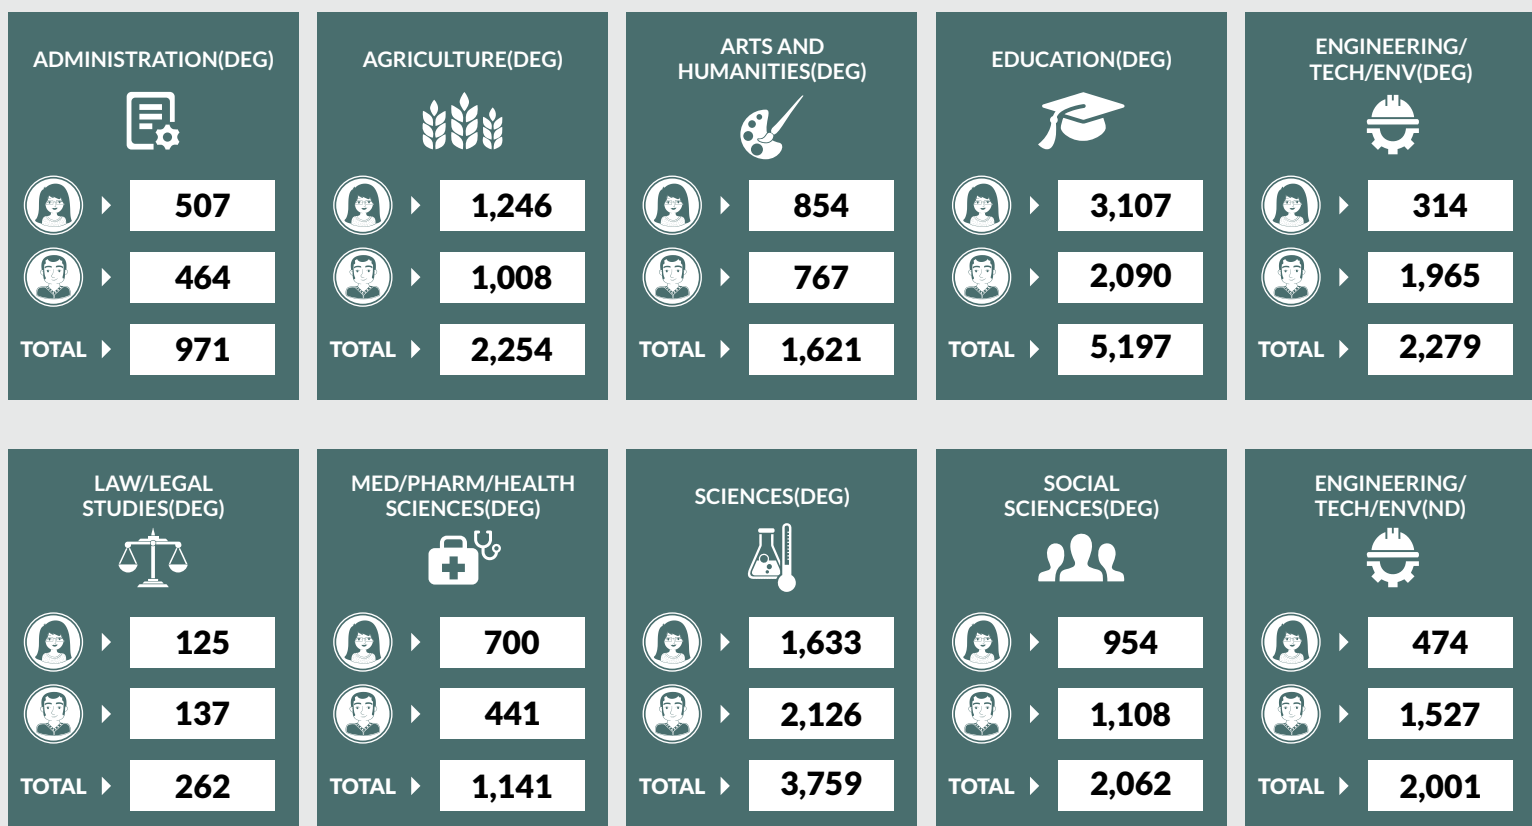 ADMINISTRATION(DEG)
507
464
TOTAL 971
AGRICULTURE(DEG)
1,246
1,008
TOTAL 2,254
ARTS AND
HUMANITIES(DEG)
854
767
TOTAL 1,621
EDUCATION(DEG)
3,107
2,090
TOTAL 5,197
ENGINEERING/
TECH/ENV(DEG)
314
1,965
TOTAL 2,279
LAW/LEGAL
STUDIES(DEG)
125
137
TOTAL 262
MED/PHARM/HEALTH
SCIENCES(DEG)
700
441
TOTAL 1,141
SCIENCES(DEG)
1,633
2,126
TOTAL 3,759
SOCIAL
SCIENCES(DEG)
954
1,108
TOTAL 2,062
ENGINEERING/
TECH/ENV(ND)
474
1,527
TOTAL 2,001